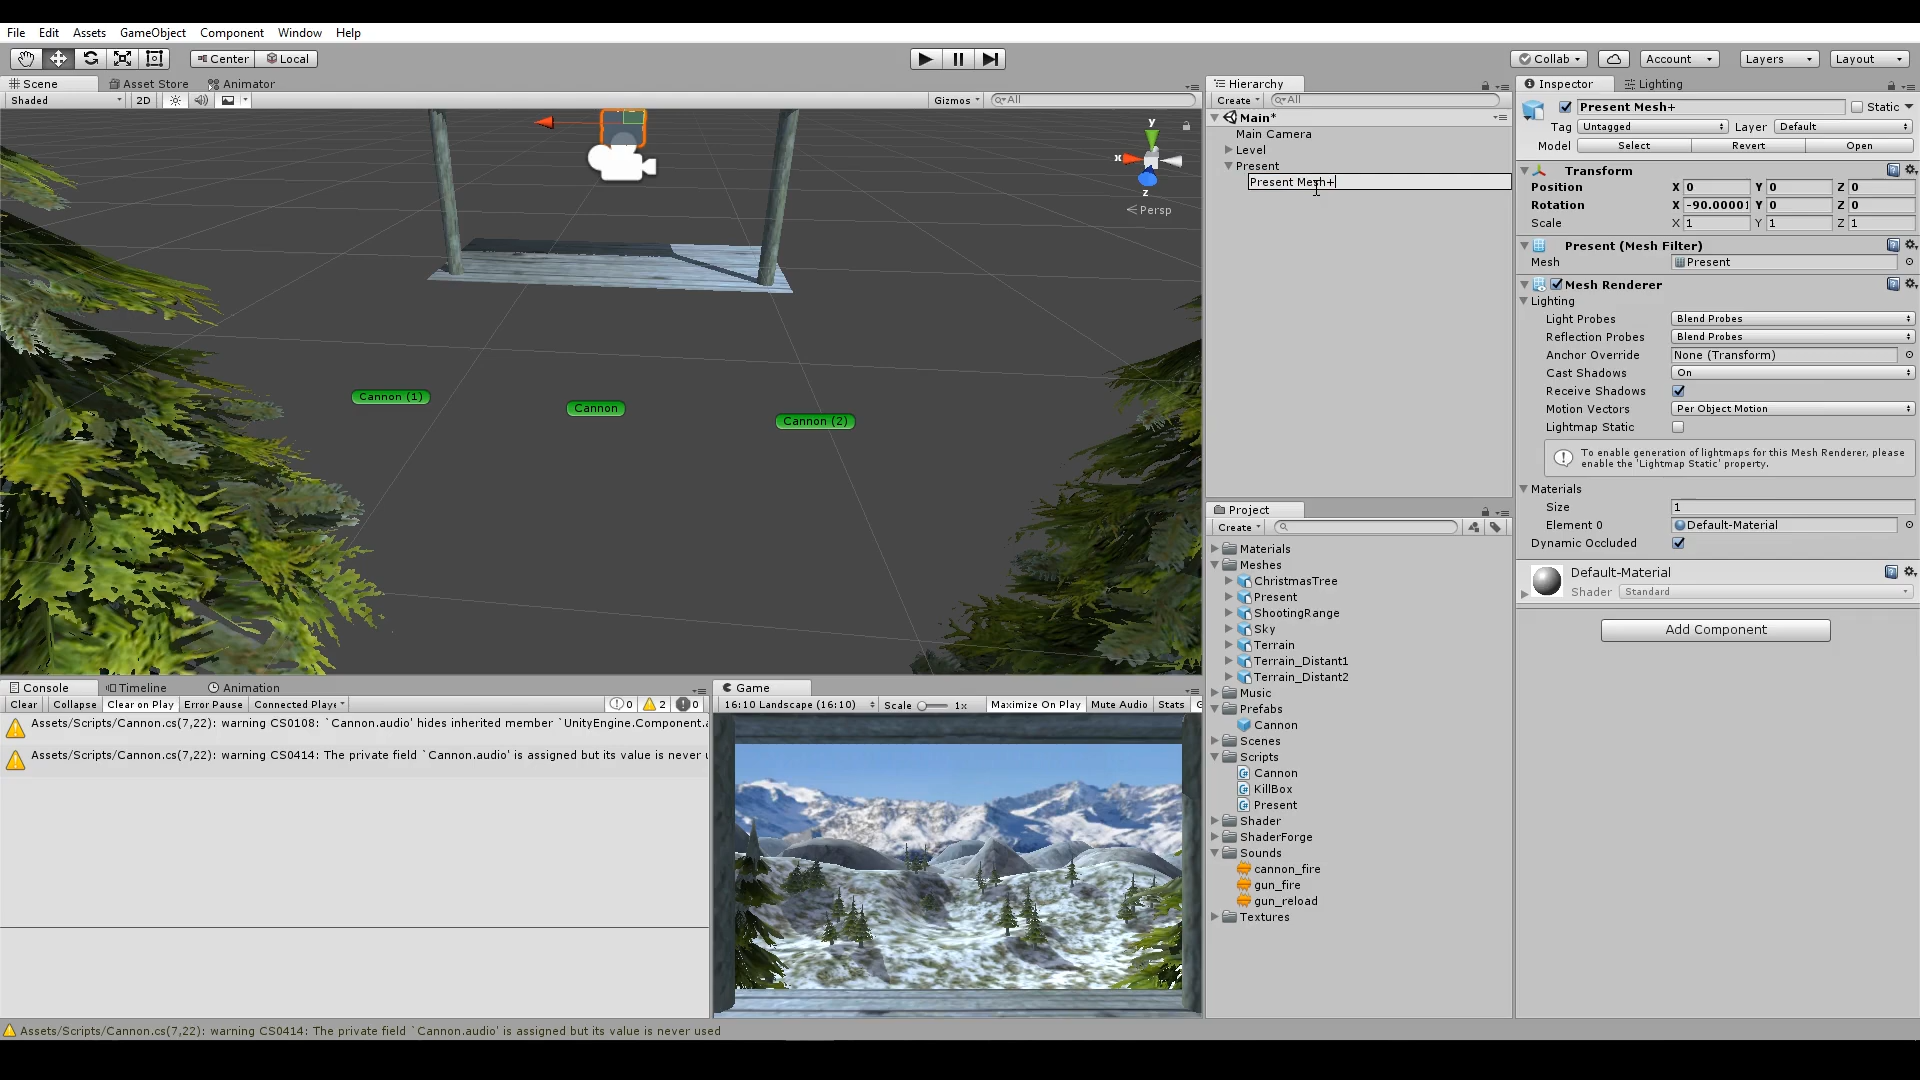 File Edit Assets GameObject Component Window Help
Center Local
Collab Account Layers Layout
Scene Asset Store Animator
Shaded 2D Gizmos All
y
x
z
Persp
Cannon (1)
Cannon
Cannon (2)
Hierarchy
Create All
Main*
Main Camera
Level
Present
Present Mesh+
Inspector Lighting
Present Mesh+ Static
Tag Untagged Layer Default
Model Select Revert Open
Transform
Position X 0 Y 0 Z 0
Rotation X -90.00001 Y 0 Z 0
Scale X 1 Y 1 Z 1
Present (Mesh Filter)
Mesh Present
Mesh Renderer
Lighting
Light Probes Blend Probes
Reflection Probes Blend Probes
Anchor Override None (Transform)
Cast Shadows On
Receive Shadows
Motion Vectors Per Object Motion
Lightmap Static
To enable generation of lightmaps for this Mesh Renderer, please
enable the 'Lightmap Static' property.
Materials
Size 1
Element 0 Default-Material
Dynamic Occluded
Default-Material
Shader Standard
Add Component
Project
Create
Materials
Meshes
ChristmasTree
Present
ShootingRange
Sky
Terrain
Terrain_Distant1
Terrain_Distant2
Music
Prefabs
Cannon
Scenes
Scripts
Cannon
KillBox
Present
Shader
ShaderForge
Sounds
cannon_fire
gun_fire
gun_reload
Textures
Console Timeline Animation
Clear Collapse Clear on Play Error Pause Connected Playe 0 2 0
Assets/Scripts/Cannon.cs(7,22): warning CS0108: `Cannon.audio' hides inherited member `UnityEngine.Component.
Assets/Scripts/Cannon.cs(7,22): warning CS0414: The private field `Cannon.audio' is assigned but its value is never
Game
16:10 Landscape (16:10) Scale 1x Maximize On Play Mute Audio Stats
Assets/Scripts/Cannon.cs(7,22): warning CS0414: The private field `Cannon.audio' is assigned but its value is never used